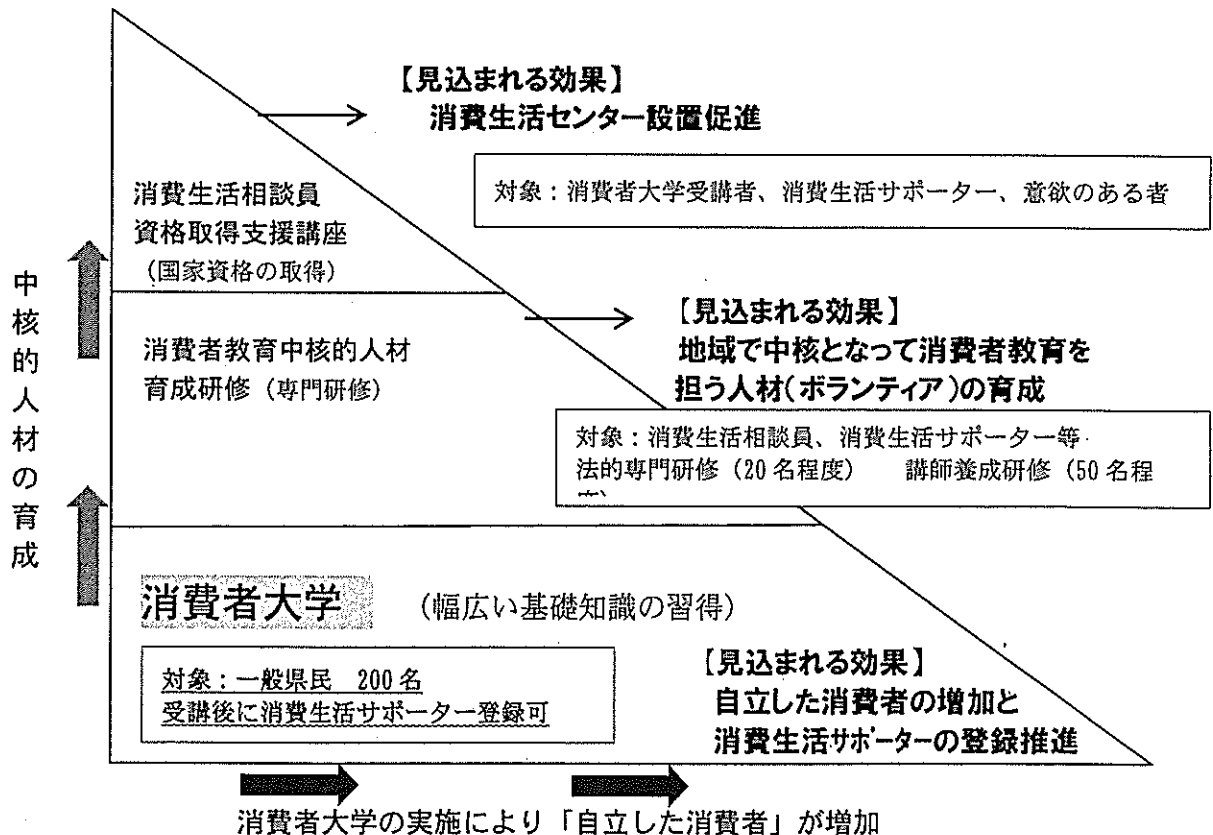 【見込まれる効果】
消費生活センター設置促進
対象：消費者大学受講者、消費生活サポーター、意欲のある者
消費生活相談員
資格取得支援講座
（国家資格の取得）
中核的人材の育成
【見込まれる効果】
地域で中核となって消費者教育を
担う人材（ボランティア）の育成
消費者教育中核的人材
育成研修（専門研修）
対象：消費生活相談員、消費生活サポーター等
法的専門研修（20名程度）　講師養成研修（50名程
消費者大学　（幅広い基礎知識の習得）
対象：一般県民　200名
受講後に消費生活サポーター登録可
【見込まれる効果】
自立した消費者の増加と
消費生活サポーターの登録推進
消費者大学の実施により「自立した消費者」が増加